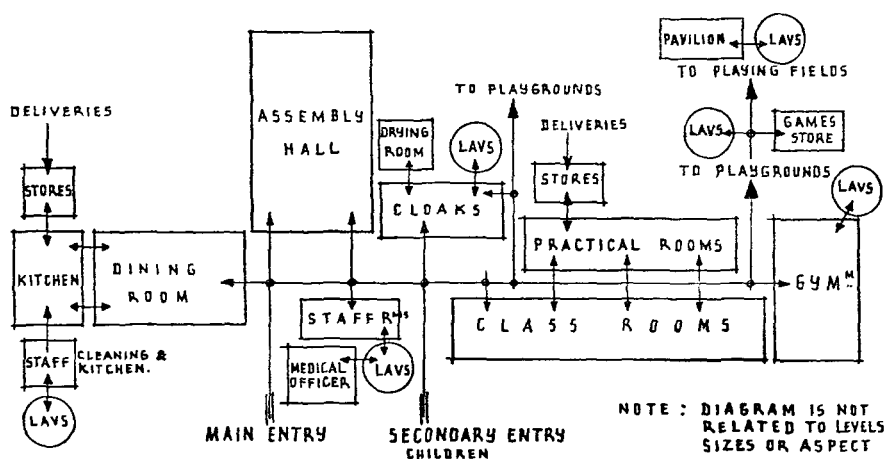 PAVILION
LAVS
TO PLAYING FIELDS
TO PLAYGROUNDS
DELIVERIES
ASSEMBLY
HALL
DRYING
ROOM
LAVS
DELIVERIES
LAVS
GAMES
STORE
TO PLAYGROUNDS
STORES
STORES
LAVS
CLOAKS
PRACTICAL ROOMS
KITCHEN
DINING
ROOM
GYMM
STAFF RMS
CLASS ROOMS
STAFF
CLEANING &
KITCHEN.
MEDICAL
OFFICER
LAVS
LAVS
MAIN ENTRY
SECONDARY ENTRY
CHILDREN
NOTE : DIAGRAM IS NOT
RELATED TO LEVELS
SIZES OR ASPECT